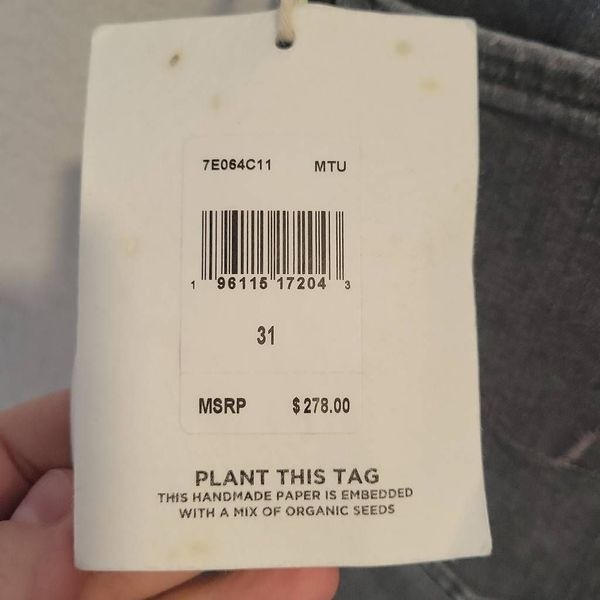 7E064C11 MTU
1 96115 17204 3
31
MSRP $278.00
PLANT THIS TAG
THIS HANDMADE PAPER IS EMBEDDED
WITH A MIX OF ORGANIC SEEDS